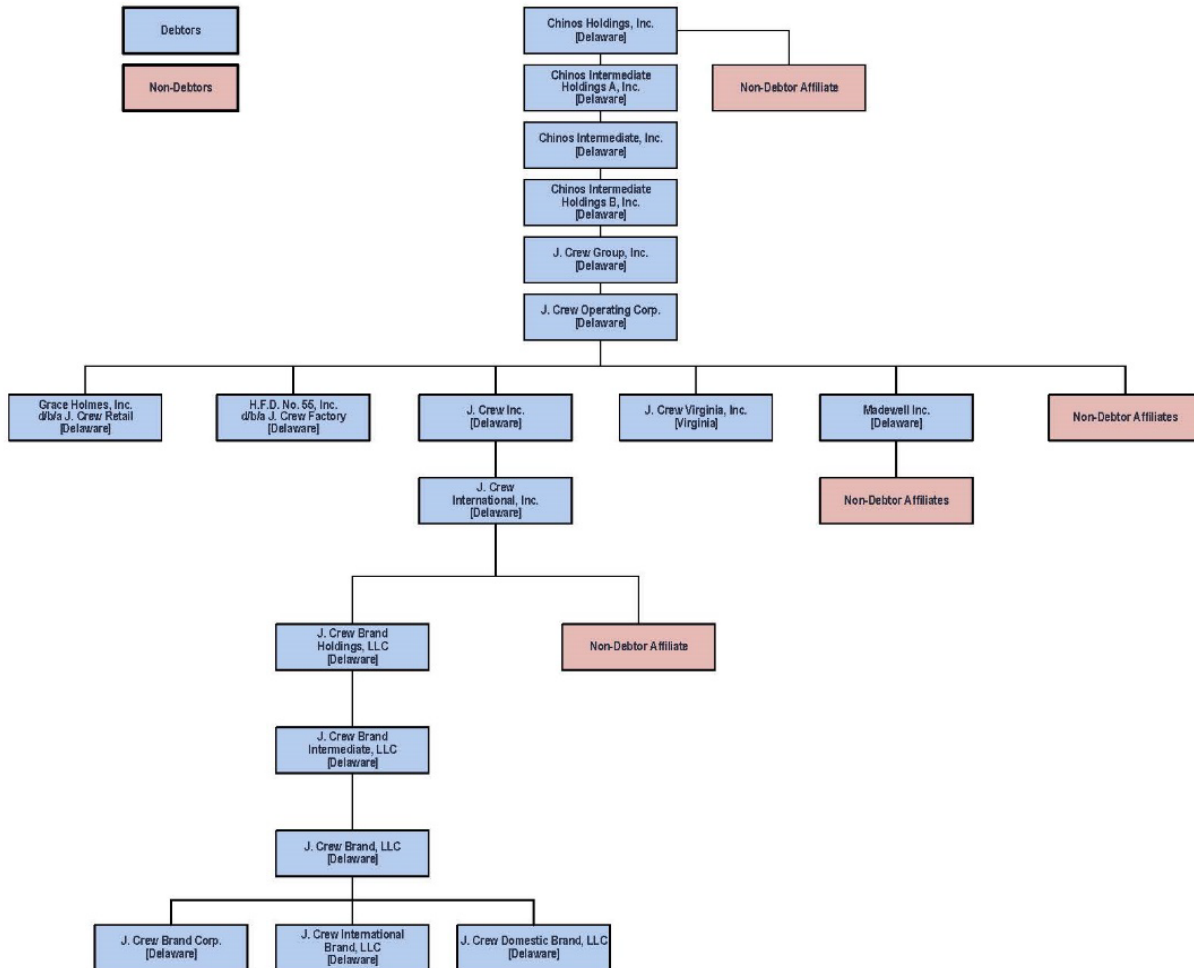 Debtors
Non-Debtors
Chinos Holdings, Inc.
[Delaware]
Chinos Intermediate
Holdings A, Inc.
[Delaware]
Non-Debtor Affiliate
Chinos Intermediate, Inc.
[Delaware]
Chinos Intermediate
Holdings B, Inc.
[Delaware]
J. Crew Group, Inc.
[Delaware]
J. Crew Operating Corp.
[Delaware]
Grace Holmes, Inc.
d/b/a J. Crew Retail
[Delaware]
H.F.D. No. 55, Inc.
d/b/a J. Crew Factory
[Delaware]
J. Crew Inc.
[Delaware]
J. Crew Virginia, Inc.
[Virginia]
Madewell Inc.
[Delaware]
Non-Debtor Affiliates
J. Crew
International, Inc.
[Delaware]
Non-Debtor Affiliates
J. Crew Brand
Holdings, LLC
[Delaware]
Non-Debtor Affiliate
J. Crew Brand
Intermediate, LLC
[Delaware]
J. Crew Brand, LLC
[Delaware]
J. Crew Brand Corp.
[Delaware]
J. Crew International
Brand, LLC
[Delaware]
J. Crew Domestic Brand, LLC
[Delaware]